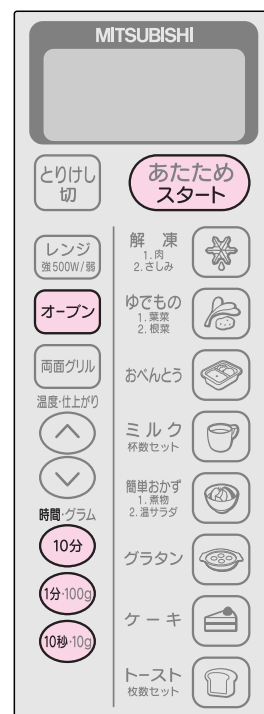 MITSUBISHI
とりけし
切
あたため
スタート
レンジ
強500W/弱
オーブン
両面グリル
温度・仕上がり
時間・グラム
10分
1分・100g
10秒・10g
解 凍
1.肉
2.さしみ
ゆでもの
1.葉菜
2.根菜
おべんとう
ミルク
杯数セット
簡単おかず
1.煮物
2.温サラダ
グラタン
ケーキ
トースト
枚数セット